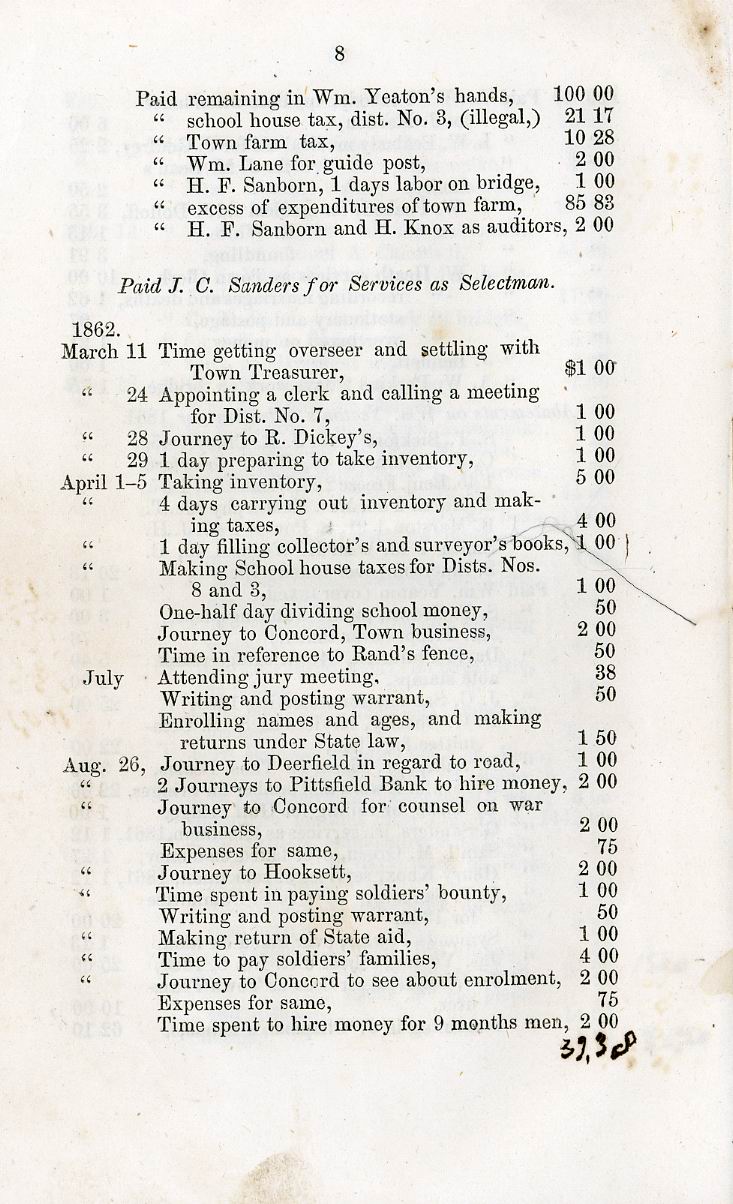 8
Paid remaining in Wm. Yeaton's hands, 100 00
“ school house tax, dist. No. 3, (illegal,) 21 17
“ Town farm tax, 10 28
“ Wm. Lane for guide post, 2 00
“ H. F. Sanborn, 1 days labor on bridge, 1 00
“ excess of expenditures of town farm, 85 83
“ H. F. Sanborn and H. Knox as auditors, 2 00
Paid J. C. Sanders for Services as Selectman.
1862.
March 11 Time getting overseer and settling with
Town Treasurer, $1 00
“ 24 Appointing a clerk and calling a meeting
for Dist. No. 7, 1 00
“ 28 Journey to R. Dickey's, 1 00
“ 29 1 day preparing to take inventory, 1 00
April 1–5 Taking inventory, 5 00
“ 4 days carrying out inventory and mak-
ing taxes, 4 00
“ 1 day filling collector's and surveyor's books, 1 00
“ Making School house taxes for Dists. Nos.
8 and 3, 1 00
One-half day dividing school money, 50
Journey to Concord, Town business, 2 00
Time in reference to Rand's fence, 50
July Attending jury meeting, 38
Writing and posting warrant, 50
Enrolling names and ages, and making
returns under State law, 1 50
Aug. 26, Journey to Deerfield in regard to road, 1 00
“ 2 Journeys to Pittsfield Bank to hire money, 2 00
“ Journey to Concord for counsel on war
business, 2 00
Expenses for same, 75
“ Journey to Hooksett, 2 00
“ Time spent in paying soldiers' bounty, 1 00
Writing and posting warrant, 50
“ Making return of State aid, 1 00
“ Time to pay soldiers' families, 4 00
“ Journey to Concord to see about enrolment, 2 00
Expenses for same, 75
Time spent to hire money for 9 months men, 2 00
39,38